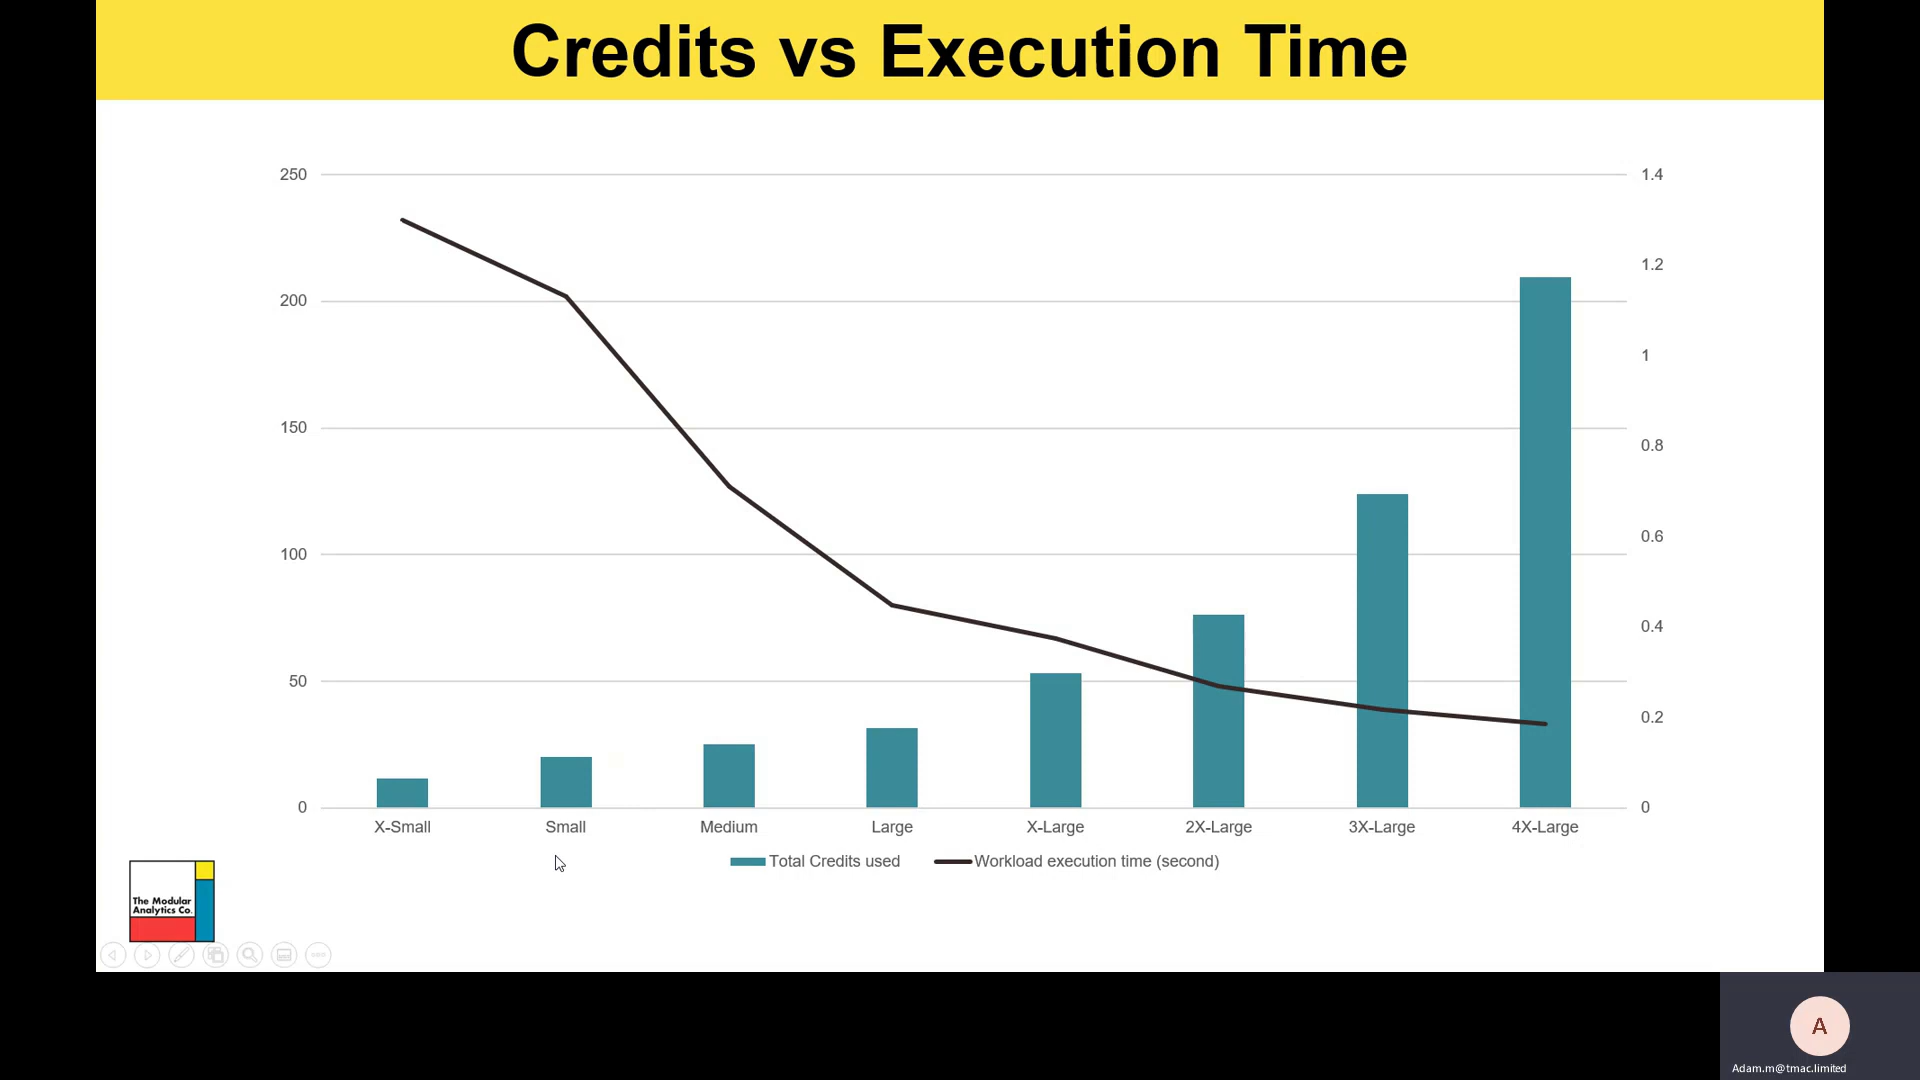 Credits vs Execution Time
250
200
150
100
50
0
1.4
1.2
1
0.8
0.6
0.4
0.2
0
X-Small Small Medium Large X-Large 2X-Large 3X-Large 4X-Large
Total Credits used Workload execution time (second)
The Modular
Analytics Co.
A
Adam.m@tmac.limited